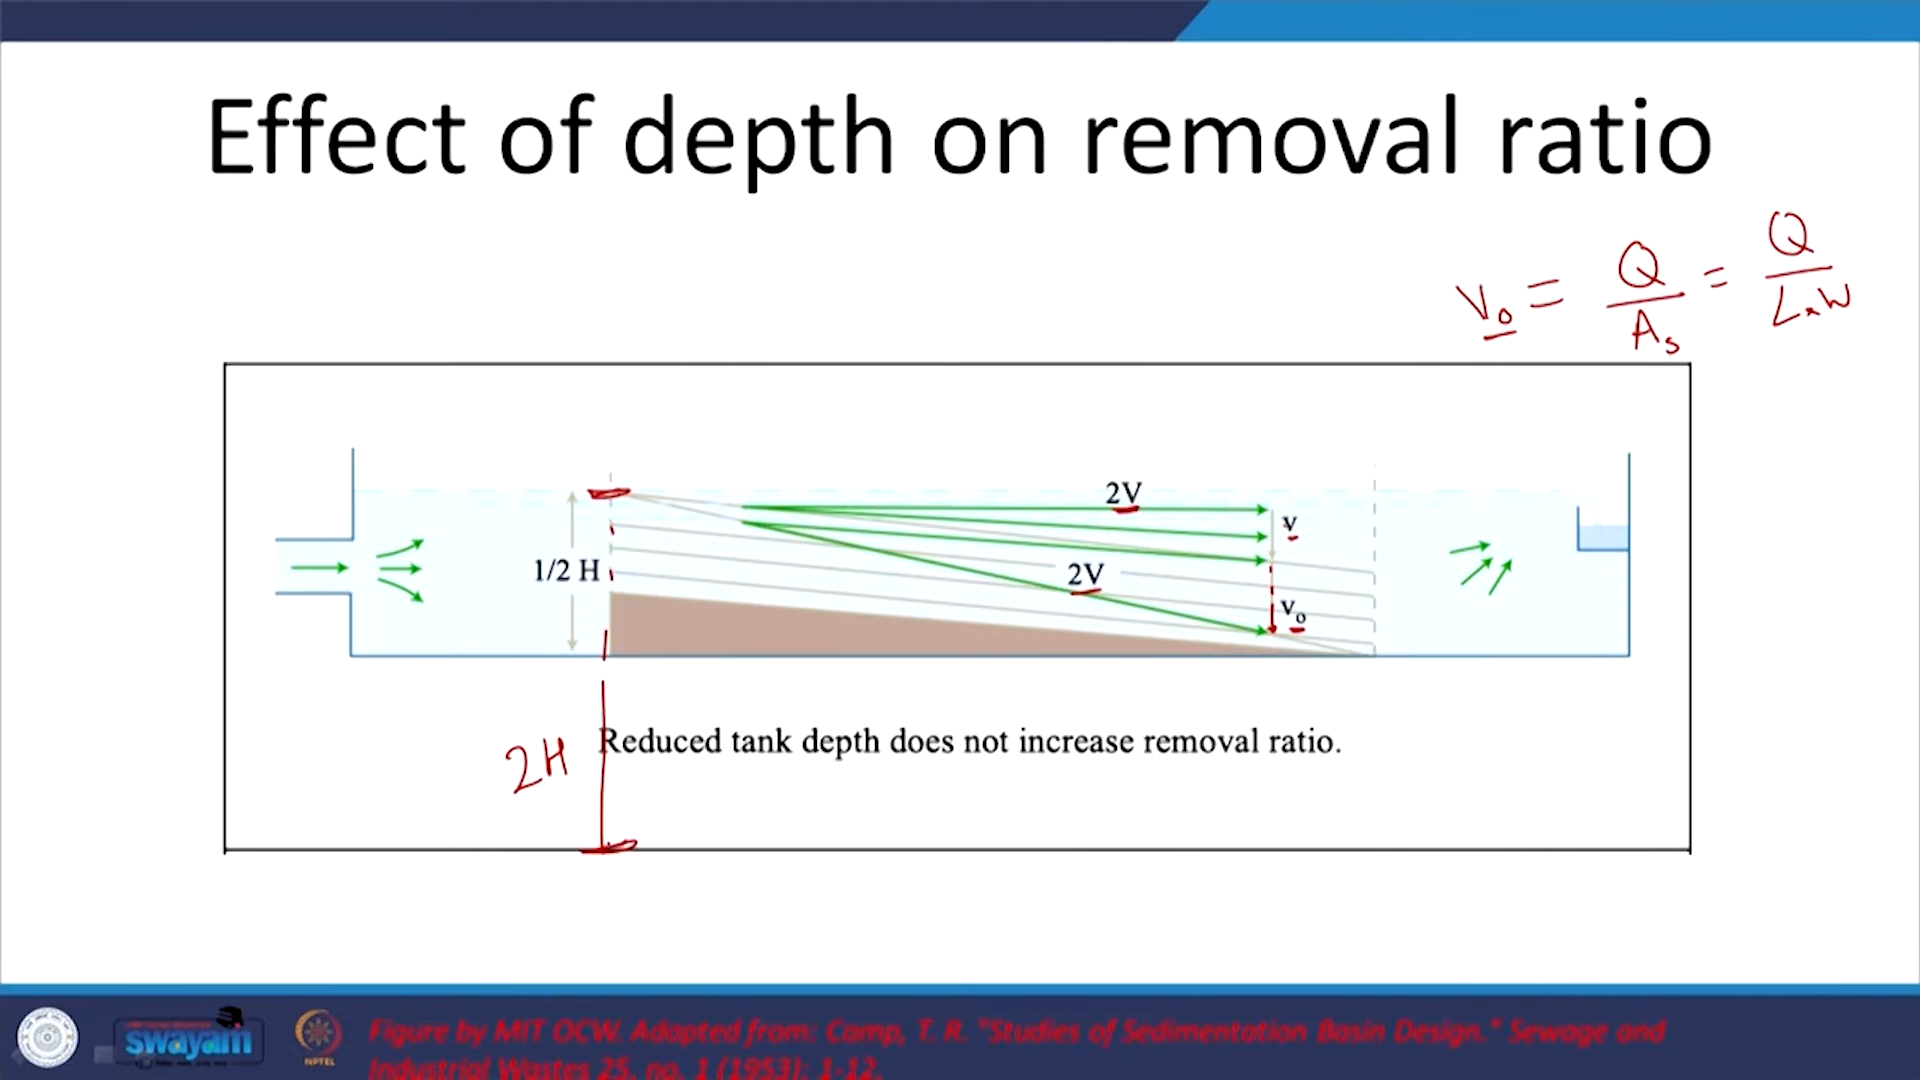 Effect of depth on removal ratio
V₀ = Q/Aₛ = Q/L×W
2V
v
1/2 H
2V
v₀
Reduced tank depth does not increase removal ratio.
2H
swayam
NPTEL
Figure by MIT OCW. Adapted from: Camp, T. R. "Studies of Sedimentation Basin Design." Sewage and
Industrial Wastes 25, no. 1 (1953): 1-12.